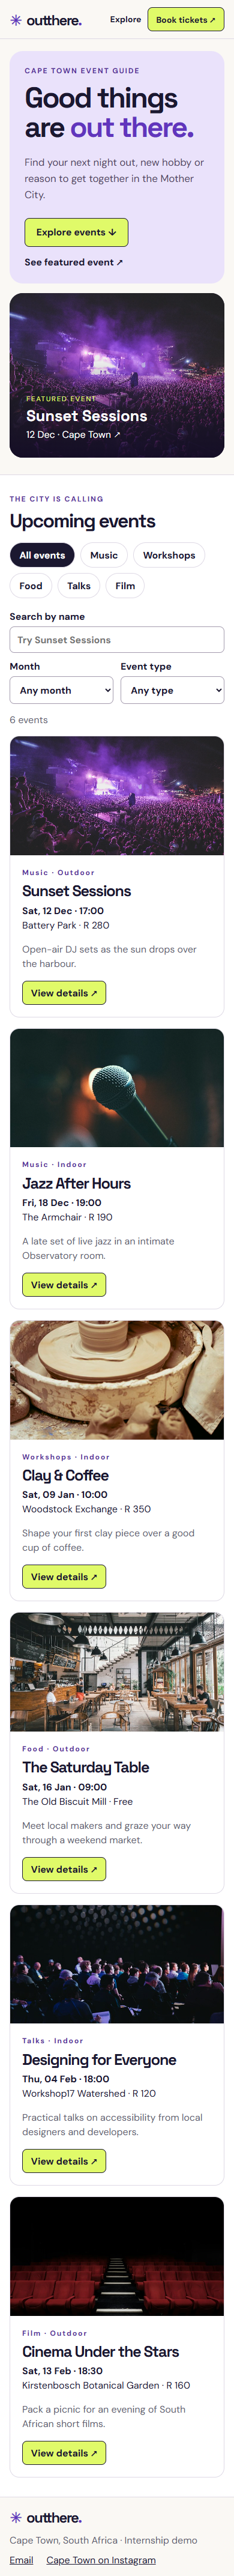 outthere.
Explore
Book tickets ↗
CAPE TOWN EVENT GUIDE
Good things
are out there.
Find your next night out, new hobby or
reason to get together in the Mother
City.
Explore events ↓
See featured event ↗
FEATURED EVENT
Sunset Sessions
12 Dec · Cape Town ↗
THE CITY IS CALLING
Upcoming events
All events
Music
Workshops
Food
Talks
Film
Search by name
Try Sunset Sessions
Month
Event type
Any month
Any type
6 events
Music · Outdoor
Sunset Sessions
Sat, 12 Dec · 17:00
Battery Park · R 280
Open-air DJ sets as the sun drops over
the harbour.
View details ↗
Music · Indoor
Jazz After Hours
Fri, 18 Dec · 19:00
The Armchair · R 190
A late set of live jazz in an intimate
Observatory room.
View details ↗
Workshops · Indoor
Clay & Coffee
Sat, 09 Jan · 10:00
Woodstock Exchange · R 350
Shape your first clay piece over a good
cup of coffee.
View details ↗
Food · Outdoor
The Saturday Table
Sat, 16 Jan · 09:00
The Old Biscuit Mill · Free
Meet local makers and graze your way
through a weekend market.
View details ↗
Talks · Indoor
Designing for Everyone
Thu, 04 Feb · 18:00
Workshop17 Watershed · R 120
Practical talks on accessibility from local
designers and developers.
View details ↗
Film · Outdoor
Cinema Under the Stars
Sat, 13 Feb · 18:30
Kirstenbosch Botanical Garden · R 160
Pack a picnic for an evening of South
African short films.
View details ↗
outthere.
Cape Town, South Africa · Internship demo
Email
Cape Town on Instagram